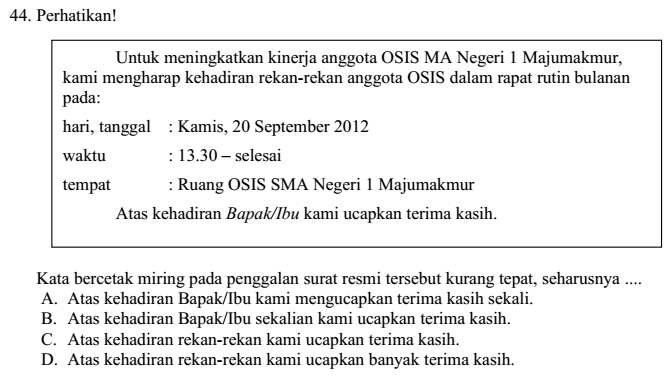 44. Perhatikan!
Untuk meningkatkan kinerja anggota OSIS MA Negeri 1 Majumakmur,
kami mengharap kehadiran rekan-rekan anggota OSIS dalam rapat rutin bulanan
pada:
hari, tanggal : Kamis, 20 September 2012
waktu : 13.30 – selesai
tempat : Ruang OSIS SMA Negeri 1 Majumakmur
Atas kehadiran Bapak/Ibu kami ucapkan terima kasih.
Kata bercetak miring pada penggalan surat resmi tersebut kurang tepat, seharusnya ....
A. Atas kehadiran Bapak/Ibu kami mengucapkan terima kasih sekali.
B. Atas kehadiran Bapak/Ibu sekalian kami ucapkan terima kasih.
C. Atas kehadiran rekan-rekan kami ucapkan terima kasih.
D. Atas kehadiran rekan-rekan kami ucapkan banyak terima kasih.